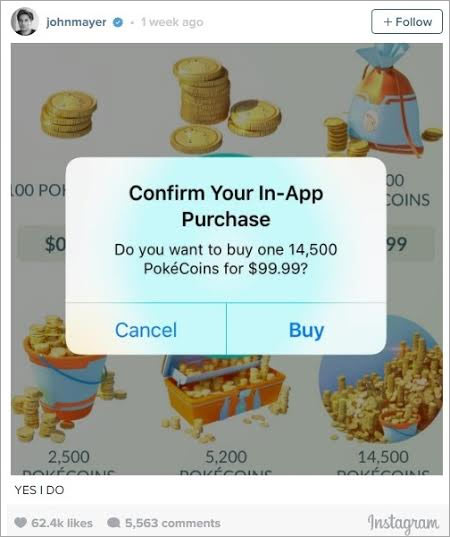 johnmayer • 1 week ago
+ Follow
100 PO
00
COINS
$0
99
Confirm Your In-App
Purchase
Do you want to buy one 14,500
PokéCoins for $99.99?
Cancel
Buy
2,500
5,200
14,500
POKÉCOINS
POKÉCOINS
POKÉCOINS
YES I DO
62.4k likes
5,563 comments
Instagram